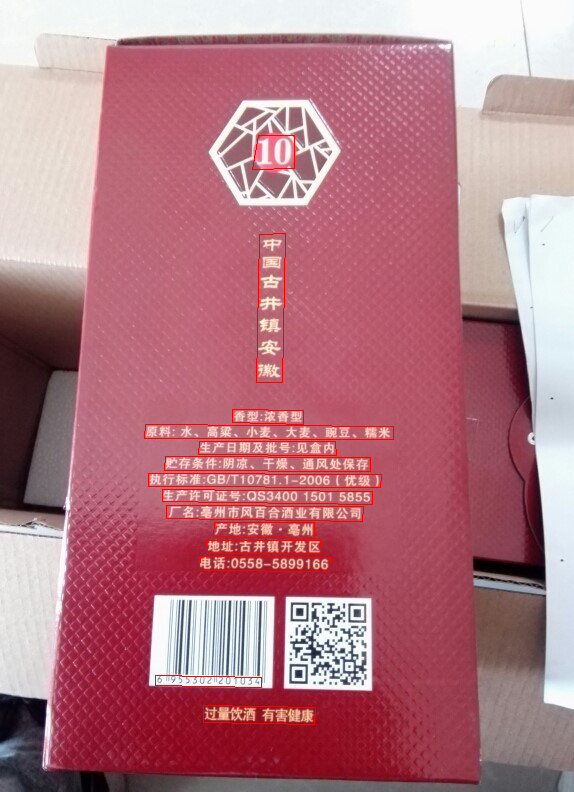 10
中国古井镇安徽
香型:浓香型
原料: 水、高粱、小麦、大麦、豌豆、糯米
生产日期及批号:见盒内
贮存条件:阴凉、干燥、通风处保存
执行标准:GB/T10781.1-2006(优级)
生产许可证号:QS3400 1501 5855
厂名:亳州市风百合酒业有限公司
产地:安徽·亳州
地址:古井镇开发区
电话:0558-5899166
6 955302 201034
过量饮酒 有害健康